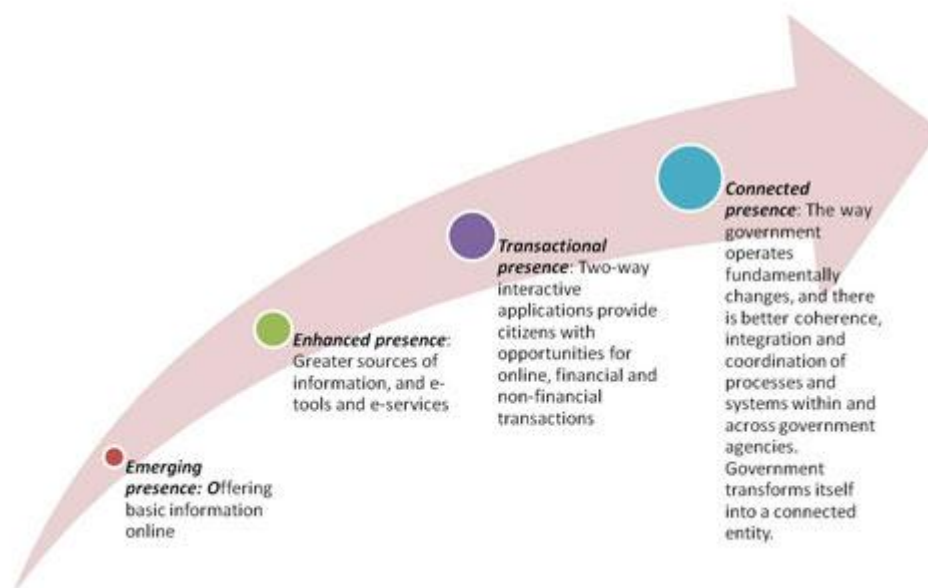 Emerging
presence: Offering
basic information
online
Enhanced presence:
Greater sources of
information, and e-
tools and e-services
Transactional
presence: Two-way
interactive
applications provide
citizens with
opportunities for
online, financial and
non-financial
transactions
Connected
presence: The way
government
operates
fundamentally
changes, and there
is better coherence,
integration and
coordination of
processes and
systems within and
across government
agencies.
Government
transforms itself
into a connected
entity.